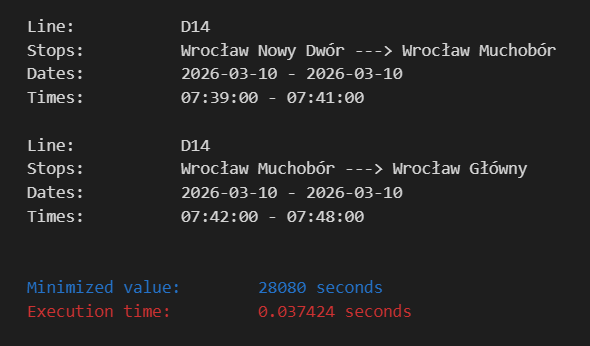 Line: D14
Stops: Wrocław Nowy Dwór ---> Wrocław Muchobór
Dates: 2026-03-10 - 2026-03-10
Times: 07:39:00 - 07:41:00
Line: D14
Stops: Wrocław Muchobór ---> Wrocław Główny
Dates: 2026-03-10 - 2026-03-10
Times: 07:42:00 - 07:48:00
Minimized value: 28080 seconds
Execution time: 0.037424 seconds